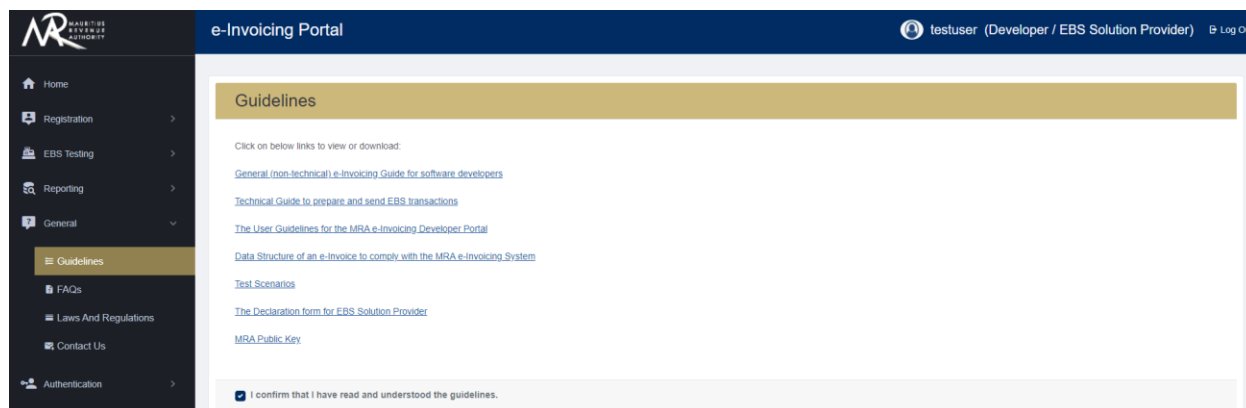 MAURITIUS
REVENUE
AUTHORITY
e-Invoicing Portal
testuser (Developer / EBS Solution Provider)
Log O
Home
Registration
EBS Testing
Reporting
General
Guidelines
FAQs
Laws And Regulations
Contact Us
Authentication
Guidelines
Click on below links to view or download:
General (non-technical) e-Invoicing Guide for software developers
Technical Guide to prepare and send EBS transactions
The User Guidelines for the MRA e-Invoicing Developer Portal
Data Structure of an e-Invoice to comply with the MRA e-Invoicing System
Test Scenarios
The Declaration form for EBS Solution Provider
MRA Public Key
I confirm that I have read and understood the guidelines.